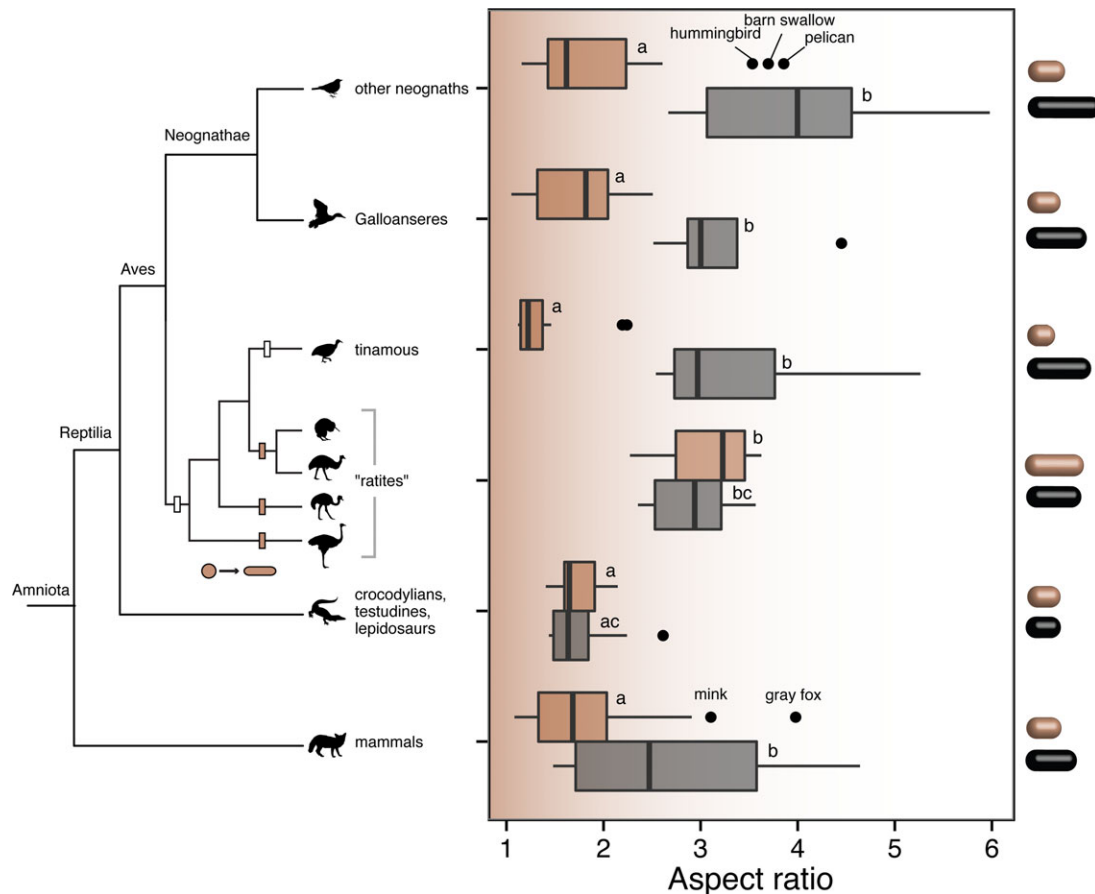 hummingbird
barn swallow
pelican
a
b
other neognaths
Neognathae
a
b
Galloanseres
Aves
a
b
tinamous
Reptilia
b
bc
"ratites"
Amniota
a
ac
crocodylians,
testudines,
lepidosaurs
a
mink
gray fox
b
mammals
1 2 3 4 5 6
Aspect ratio